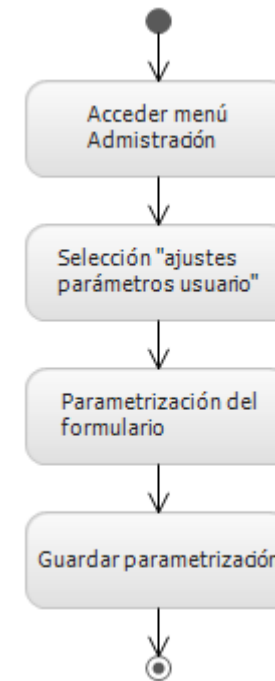 Acceder menú
Admistración
Selección "ajustes
parámetros usuario"
Parametrización del
formulario
Guardar parametrización